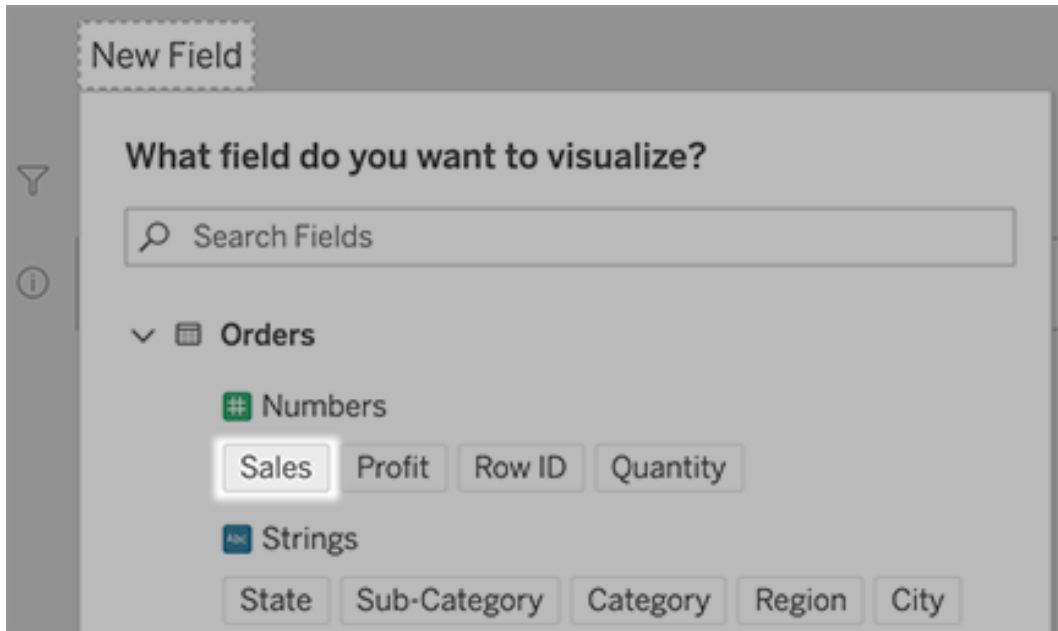 New Field
What field do you want to visualize?
Search Fields
Orders
# Numbers
Sales Profit Row ID Quantity
Abc Strings
State Sub-Category Category Region City